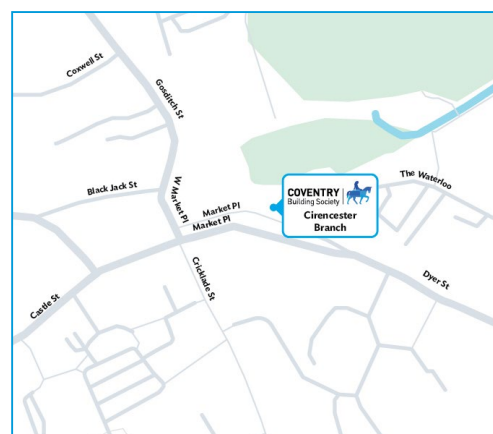 Coxwell St
Gosditch St
Black Jack St
W Market Pl
Market Pl
Market Pl
COVENTRY
Building Society
Cirencester
Branch
The Waterloo
Castle St
Cricklade St
Dyer St